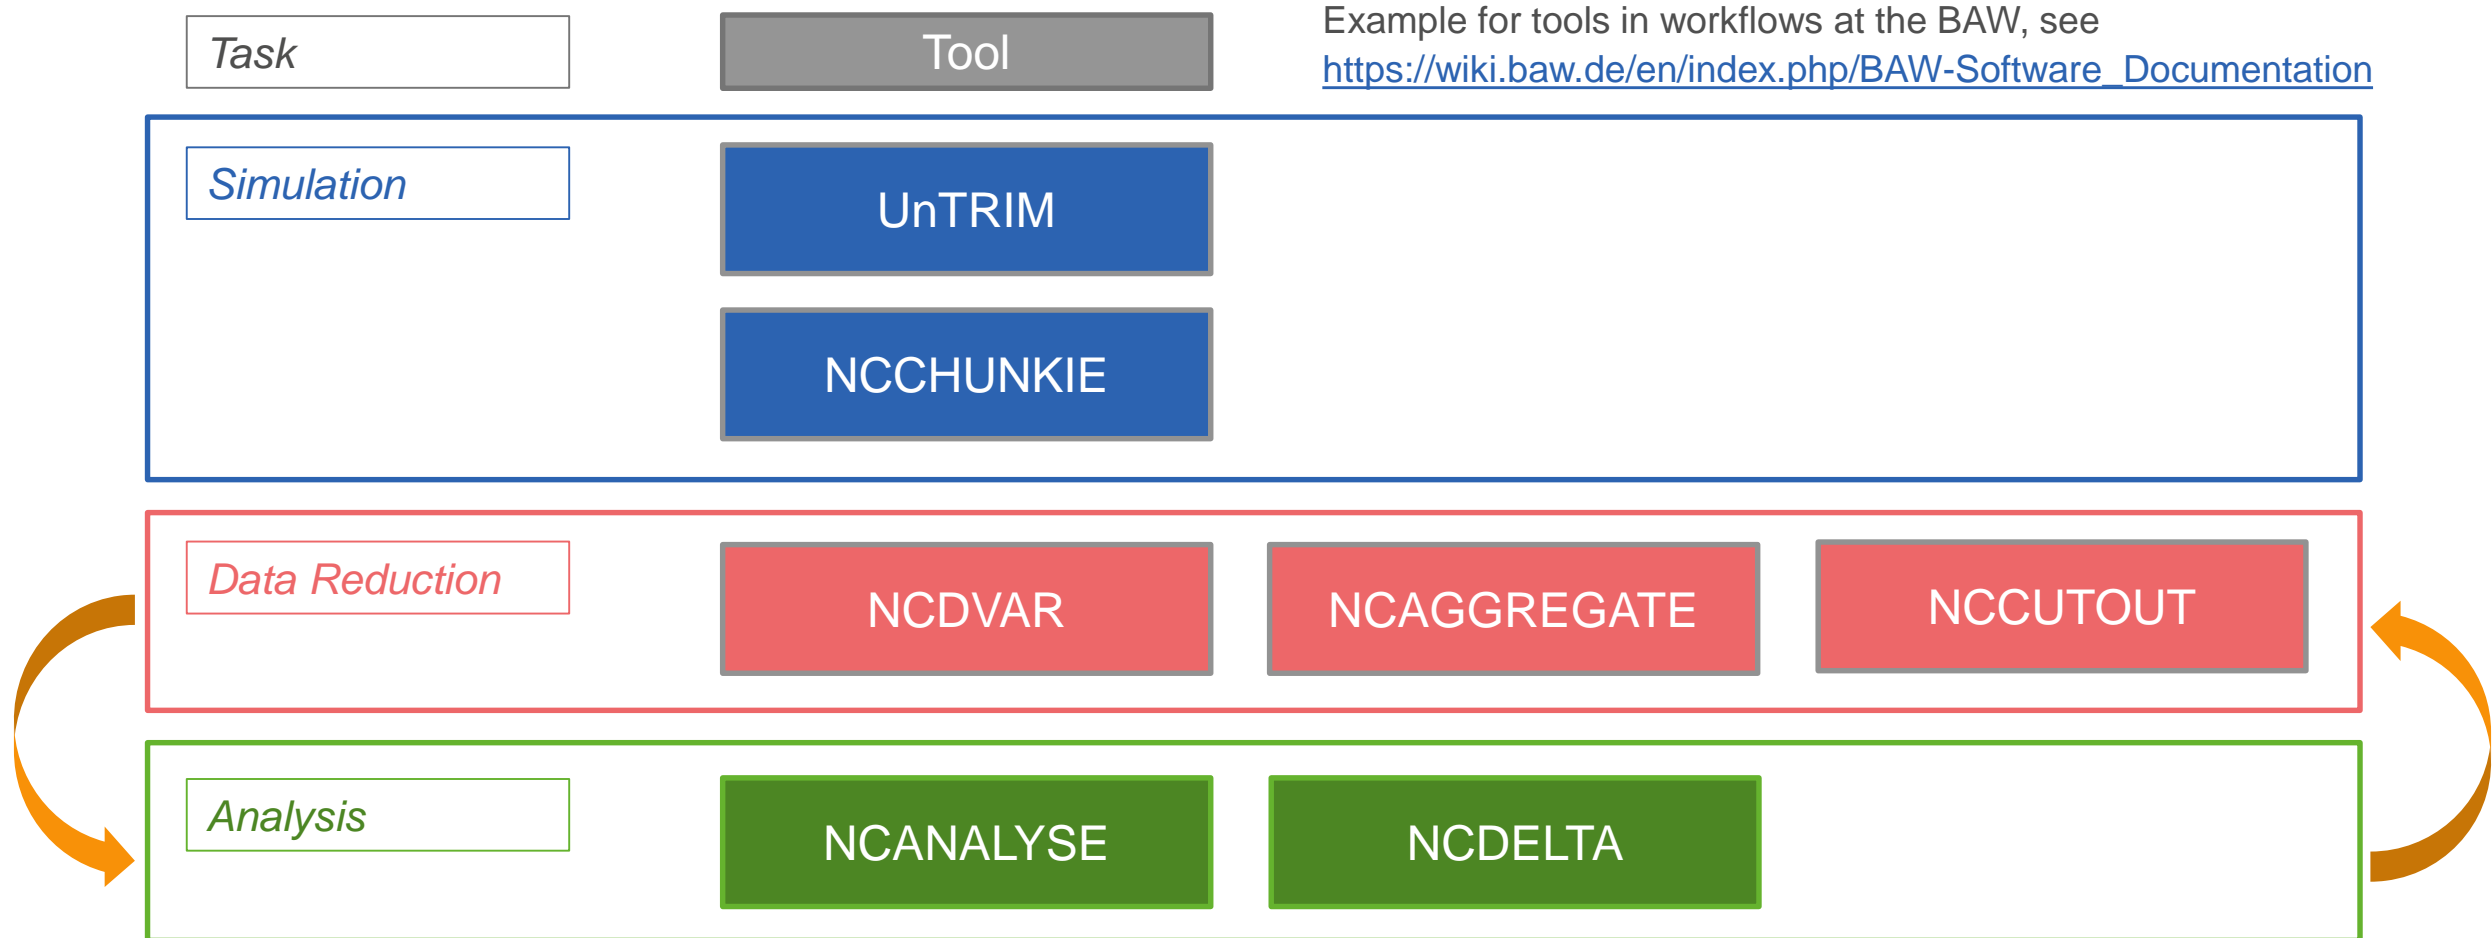 Task
Tool
Example for tools in workflows at the BAW, see
https://wiki.baw.de/en/index.php/BAW-Software_Documentation
Simulation
UnTRIM
NCCHUNKIE
Data Reduction
NCDVAR
NCAGGREGATE
NCCUTOUT
Analysis
NCANALYSE
NCDELTA